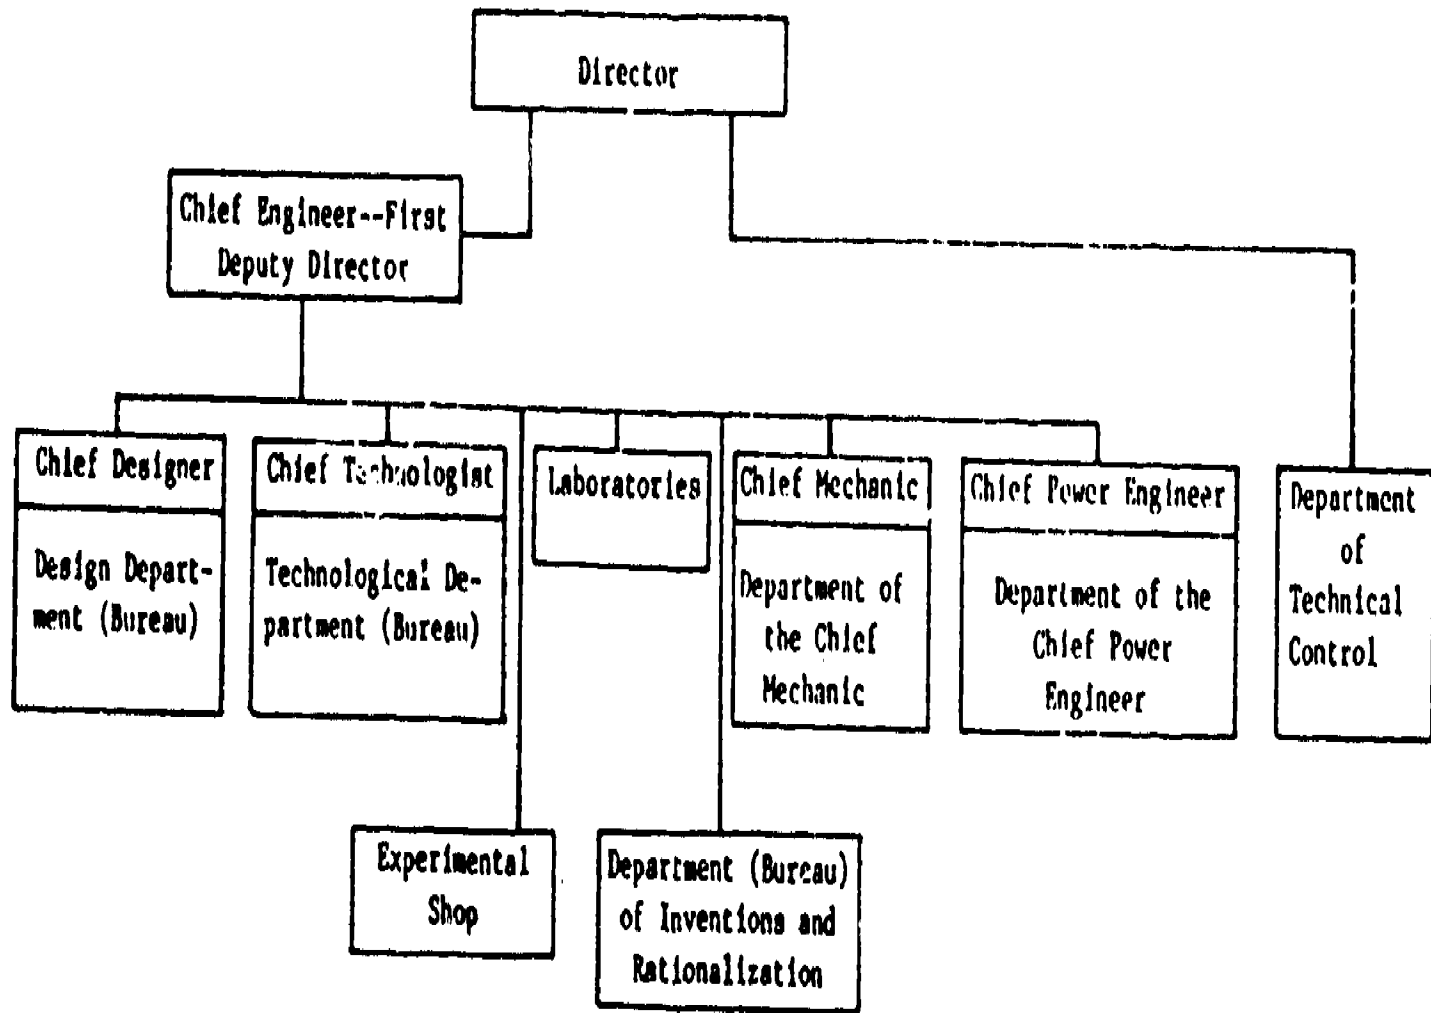 Director
Chief Engineer--First
Deputy Director
Chief Designer
Design Depart-
ment (Bureau)
Chief Technologist
Technological De-
partment (Bureau)
Laboratories
Chief Mechanic
Department of
the Chief
Mechanic
Chief Power Engineer
Department of the
Chief Power
Engineer
Department
of
Technical
Control
Experimental
Shop
Department (Bureau)
of Inventions and
Rationalization